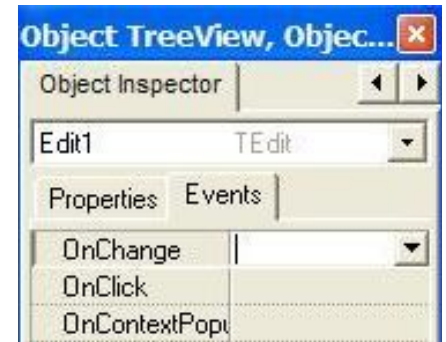 Object TreeView, Objec...
Object Inspector
Edit1 TEdit
Properties Events
OnChange
OnClick
OnContextPopu